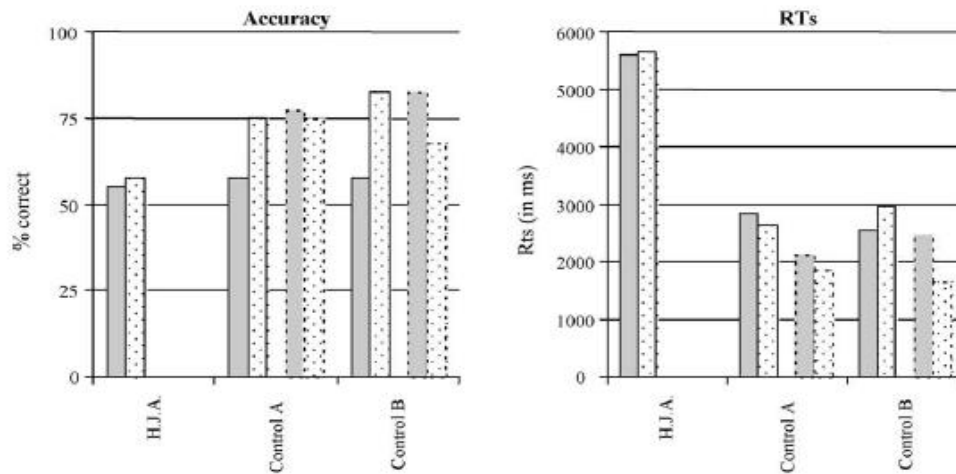 Accuracy
100
75
50
25
0
% correct
H.J.A.
Control A
Control B
RTs
6000
5000
4000
3000
2000
1000
0
Rts (in ms)
H.J.A.
Control A
Control B